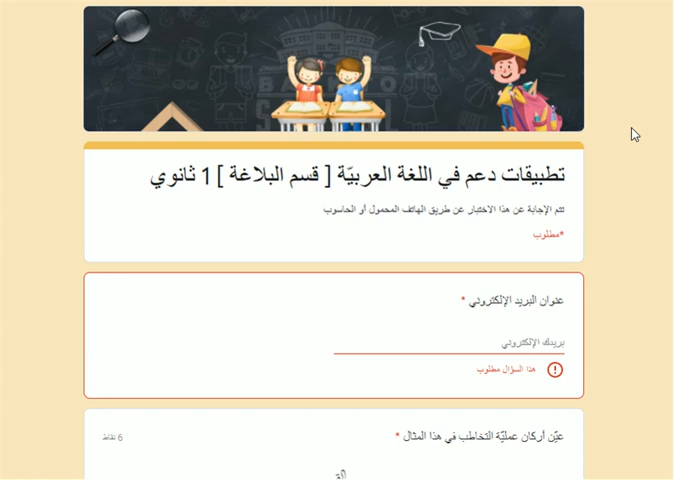 تطبيقات دعم في اللغة العربيّة [ قسم البلاغة ] 1 ثانوي
تتم الإجابة عن هذا الاختبار عن طريق الهاتف المحمول أو الحاسوب
*مطلوب
عنوان البريد الإلكتروني *
بريدك الإلكتروني
هذا السؤال مطلوب
عيّن أركان عمليّة التخاطب في هذا المثال *
6 نقاط